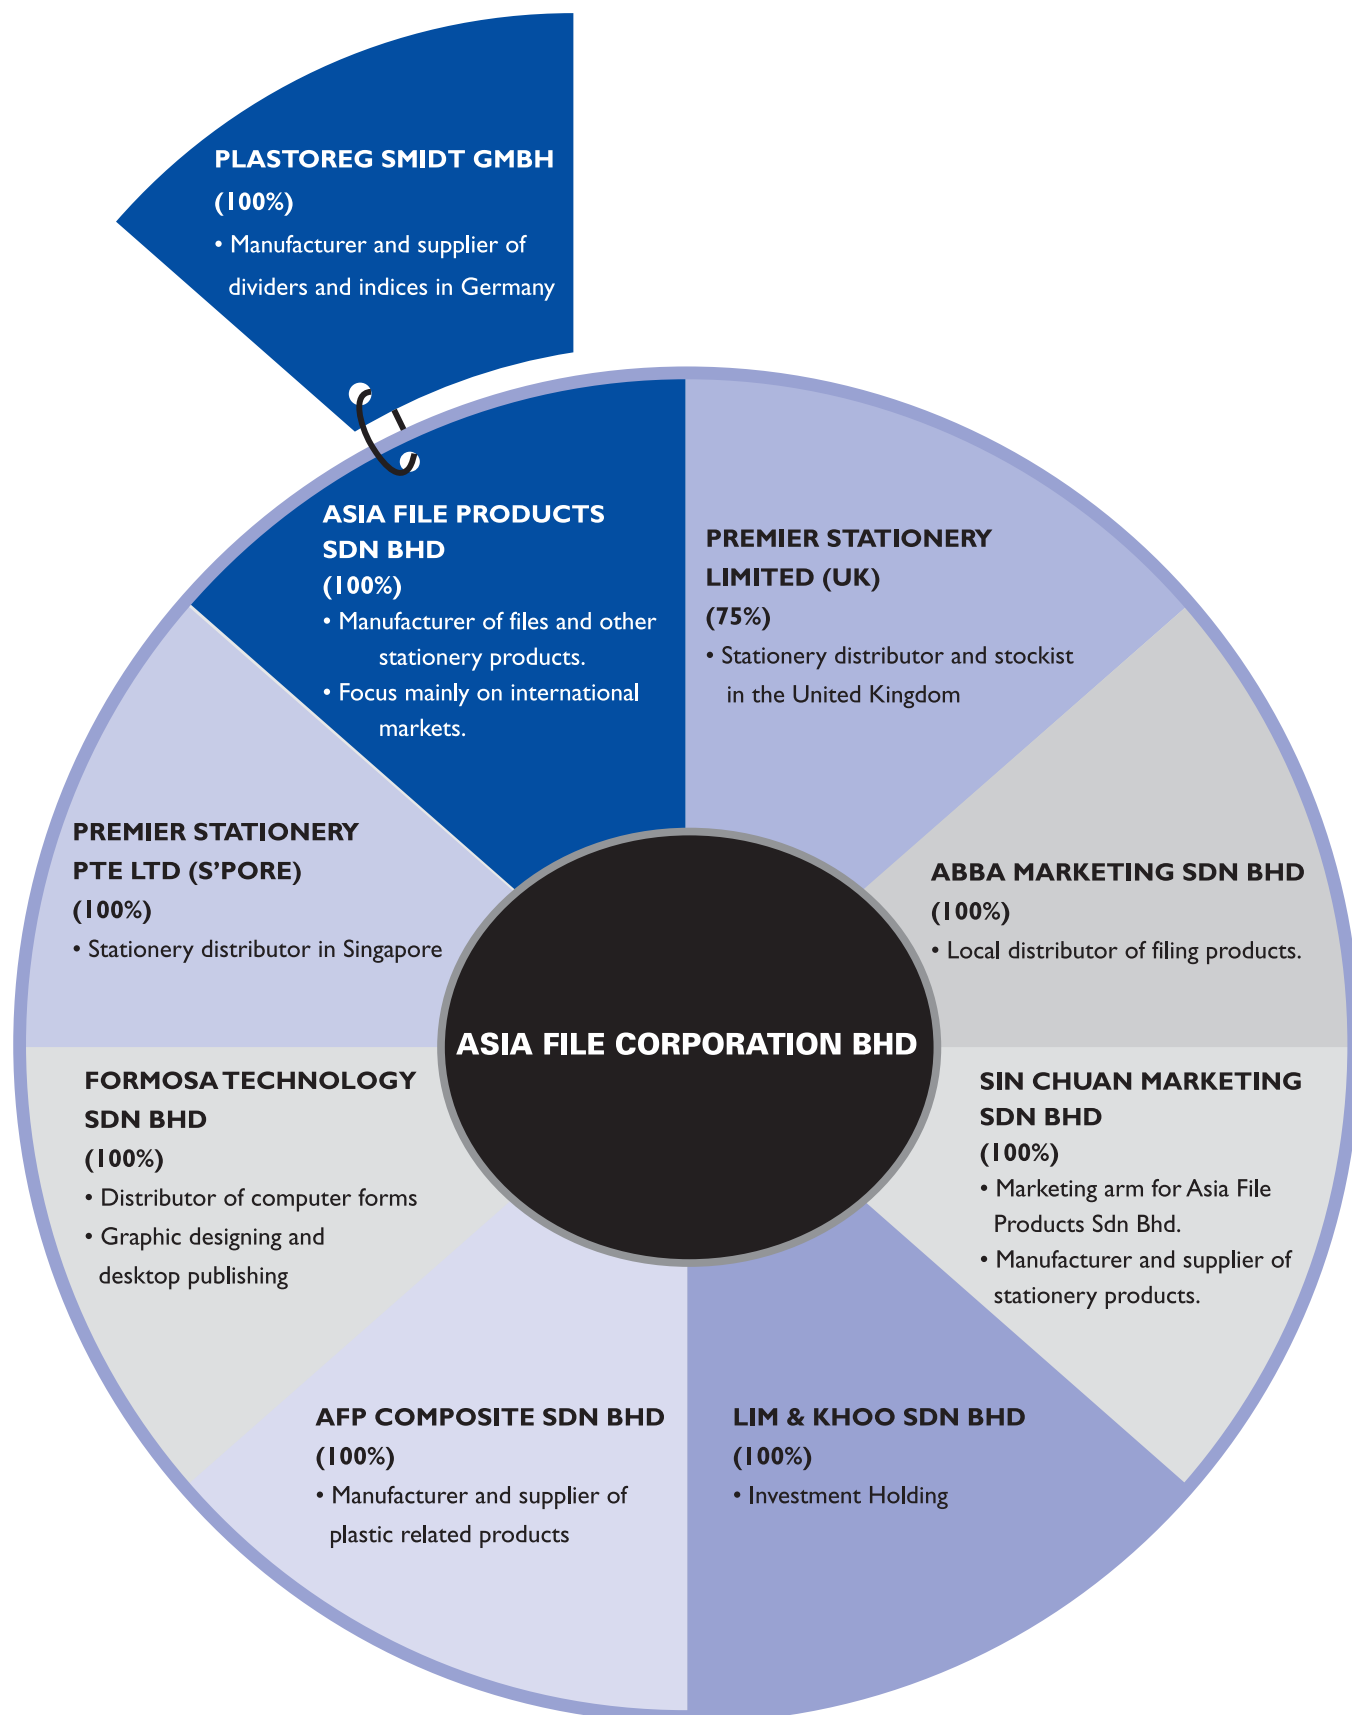 PLASTOREG SMIDT GMBH
(100%)
• Manufacturer and supplier of
dividers and indices in Germany
ASIA FILE PRODUCTS
SDN BHD
(100%)
• Manufacturer of files and other
stationery products.
• Focus mainly on international
markets.
PREMIER STATIONERY
LIMITED (UK)
(75%)
• Stationery distributor and stockist
in the United Kingdom
PREMIER STATIONERY
PTE LTD (S’PORE)
(100%)
• Stationery distributor in Singapore
ABBA MARKETING SDN BHD
(100%)
• Local distributor of filing products.
ASIA FILE CORPORATION BHD
FORMOSA TECHNOLOGY
SDN BHD
(100%)
• Distributor of computer forms
• Graphic designing and
desktop publishing
SIN CHUAN MARKETING
SDN BHD
(100%)
• Marketing arm for Asia File
Products Sdn Bhd.
• Manufacturer and supplier of
stationery products.
AFP COMPOSITE SDN BHD
(100%)
• Manufacturer and supplier of
plastic related products
LIM & KHOO SDN BHD
(100%)
• Investment Holding